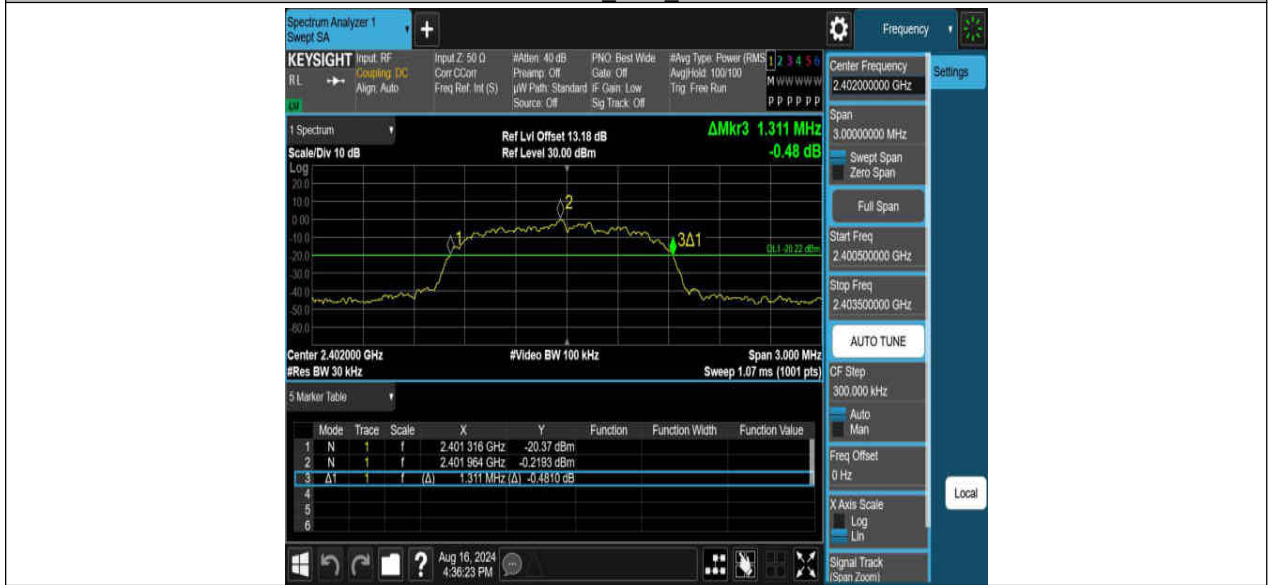 Spectrum Analyzer 1
Swept SA
+
Frequency
KEYSIGHT Input: RF Input Z: 50 Ω #Atten: 40 dB PNO: Best Wide #Avg Type: Power (RMS 1 2 3 4 5 6
RL Coupling: DC Corr CCorr Preamp: Off Gate: Off Avg|Hold: 100/100 M W W W W W
Align: Auto Freq Ref: Int (S) µW Path: Standard IF Gain: Low Trig: Free Run
Source: Off Sig Track: Off P P P P P P
1 Spectrum
Ref Lvl Offset 13.18 dB
ΔMkr3 1.311 MHz
Scale/Div 10 dB
Ref Level 30.00 dBm
-0.48 dB
Log
20.0
10.0
0.00
-10.0
-20.0
-30.0
-40.0
-50.0
-60.0
2
1
3Δ1
DL1 -20.22 dBm
Center 2.402000 GHz #Video BW 100 kHz Span 3.000 MHz
#Res BW 30 kHz Sweep 1.07 ms (1001 pts)
5 Marker Table
Mode Trace Scale X Y Function Function Width Function Value
1 N 1 f 2.401 316 GHz -20.37 dBm
2 N 1 f 2.401 964 GHz -0.2193 dBm
3 Δ1 1 f (Δ) 1.311 MHz (Δ) -0.4810 dB
4
5
6
?
Aug 16, 2024
4:36:23 PM
Center Frequency
2.402000000 GHz
Settings
Span
3.00000000 MHz
Swept Span
Zero Span
Full Span
Start Freq
2.400500000 GHz
Stop Freq
2.403500000 GHz
AUTO TUNE
CF Step
300.000 kHz
Auto
Man
Freq Offset
0 Hz
Local
X Axis Scale
Log
Lin
Signal Track
(Span Zoom)